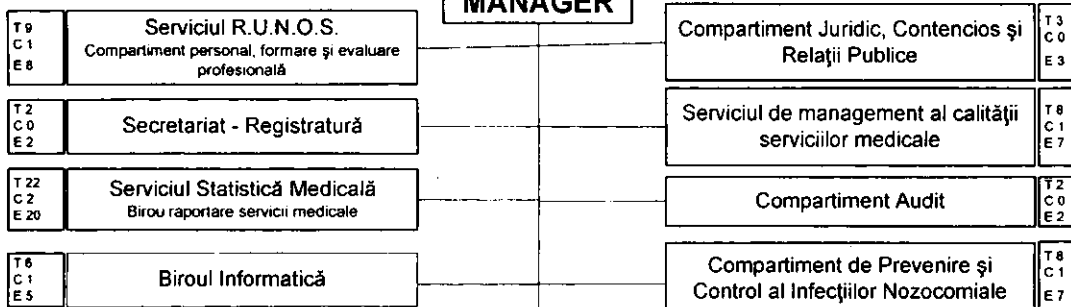 MANAGER
T 9
C 1
E 8
Serviciul R.U.N.O.S.
Compartiment personal, formare şi evaluare
profesională
Compartiment Juridic, Contencios şi
Relaţii Publice
T 3
C 0
E 3
T 2
C 0
E 2
Secretariat - Registratură
Serviciul de management al calităţii
serviciilor medicale
T 8
C 1
E 7
T 22
C 2
E 20
Serviciul Statistică Medicală
Birou raportare servicii medicale
Compartiment Audit
T 2
C 0
E 2
T 6
C 1
E 5
Biroul Informatică
Compartiment de Prevenire şi
Control al Infecţiilor Nozocomiale
T 8
C 1
E 7